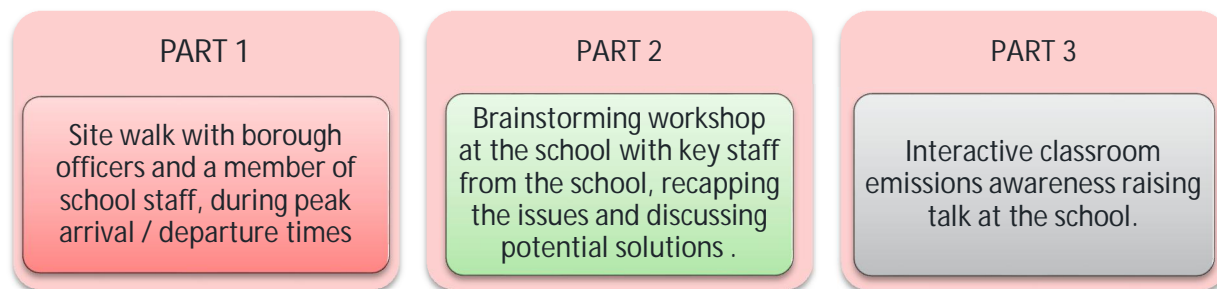 PART 1
Site walk with borough
officers and a member of
school staff, during peak
arrival / departure times
PART 2
Brainstorming workshop
at the school with key staff
from the school, recapping
the issues and discussing
potential solutions .
PART 3
Interactive classroom
emissions awareness raising
talk at the school.